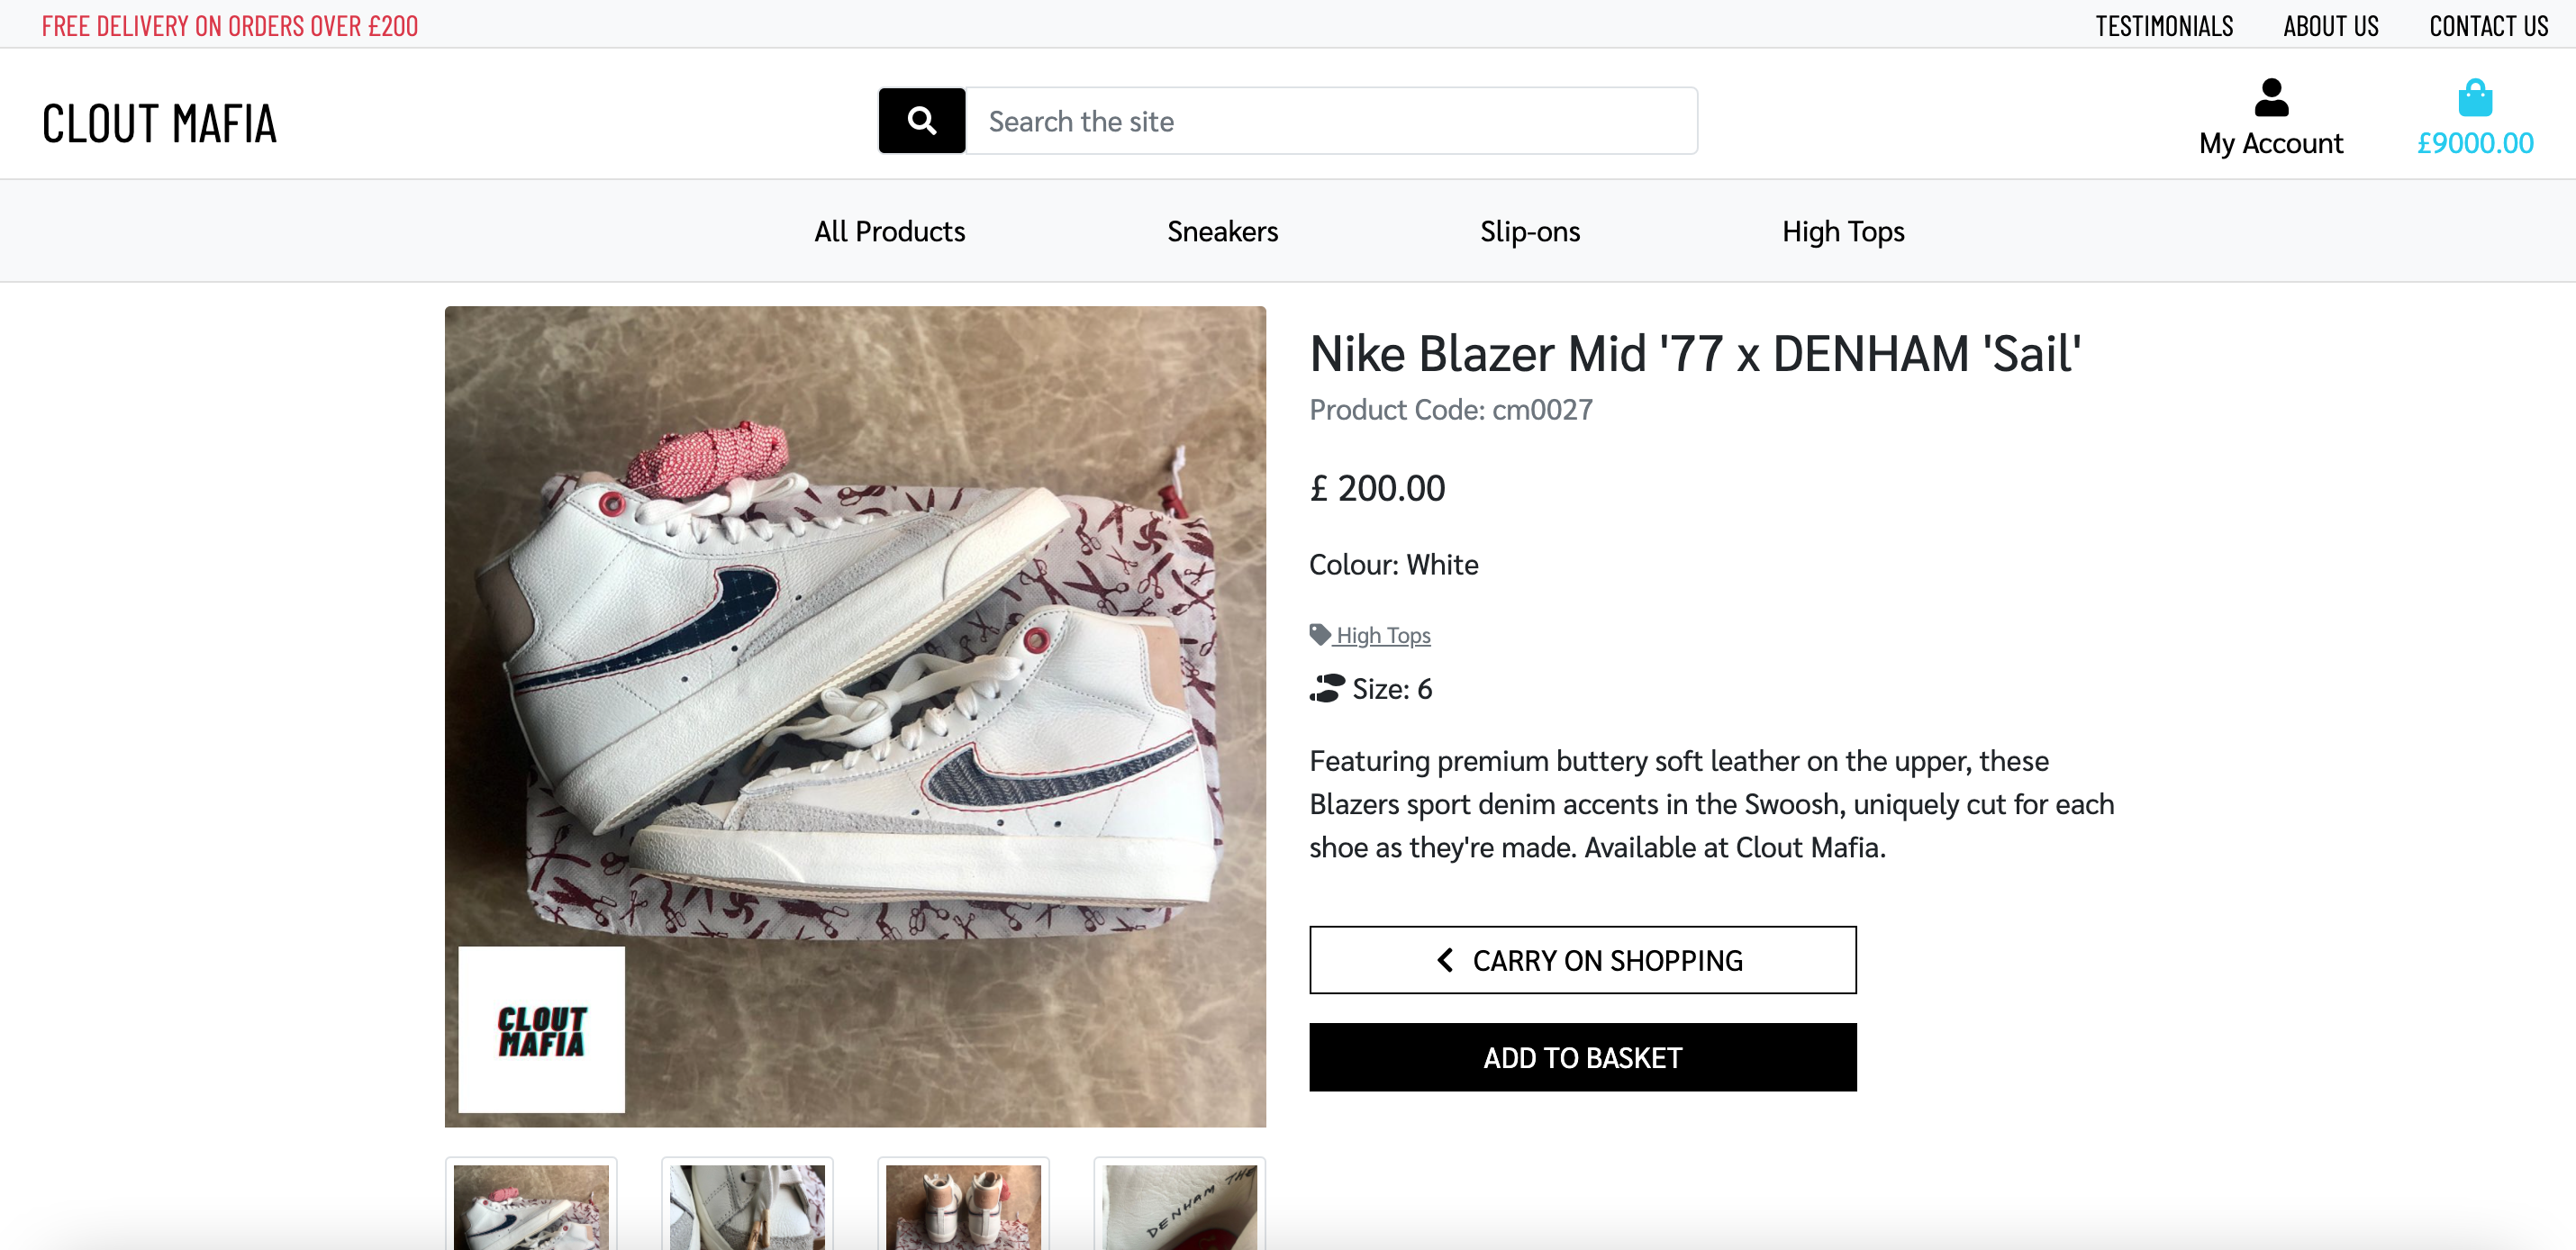 FREE DELIVERY ON ORDERS OVER £200
TESTIMONIALS
ABOUT US
CONTACT US
CLOUT MAFIA
Search the site
My Account
£9000.00
All Products
Sneakers
Slip-ons
High Tops
Nike Blazer Mid '77 x DENHAM 'Sail'
Product Code: cm0027
£ 200.00
Colour: White
High Tops
Size: 6
Featuring premium buttery soft leather on the upper, these
Blazers sport denim accents in the Swoosh, uniquely cut for each
shoe as they're made. Available at Clout Mafia.
CARRY ON SHOPPING
ADD TO BASKET
CLOUT
MAFIA
DENHAM THE